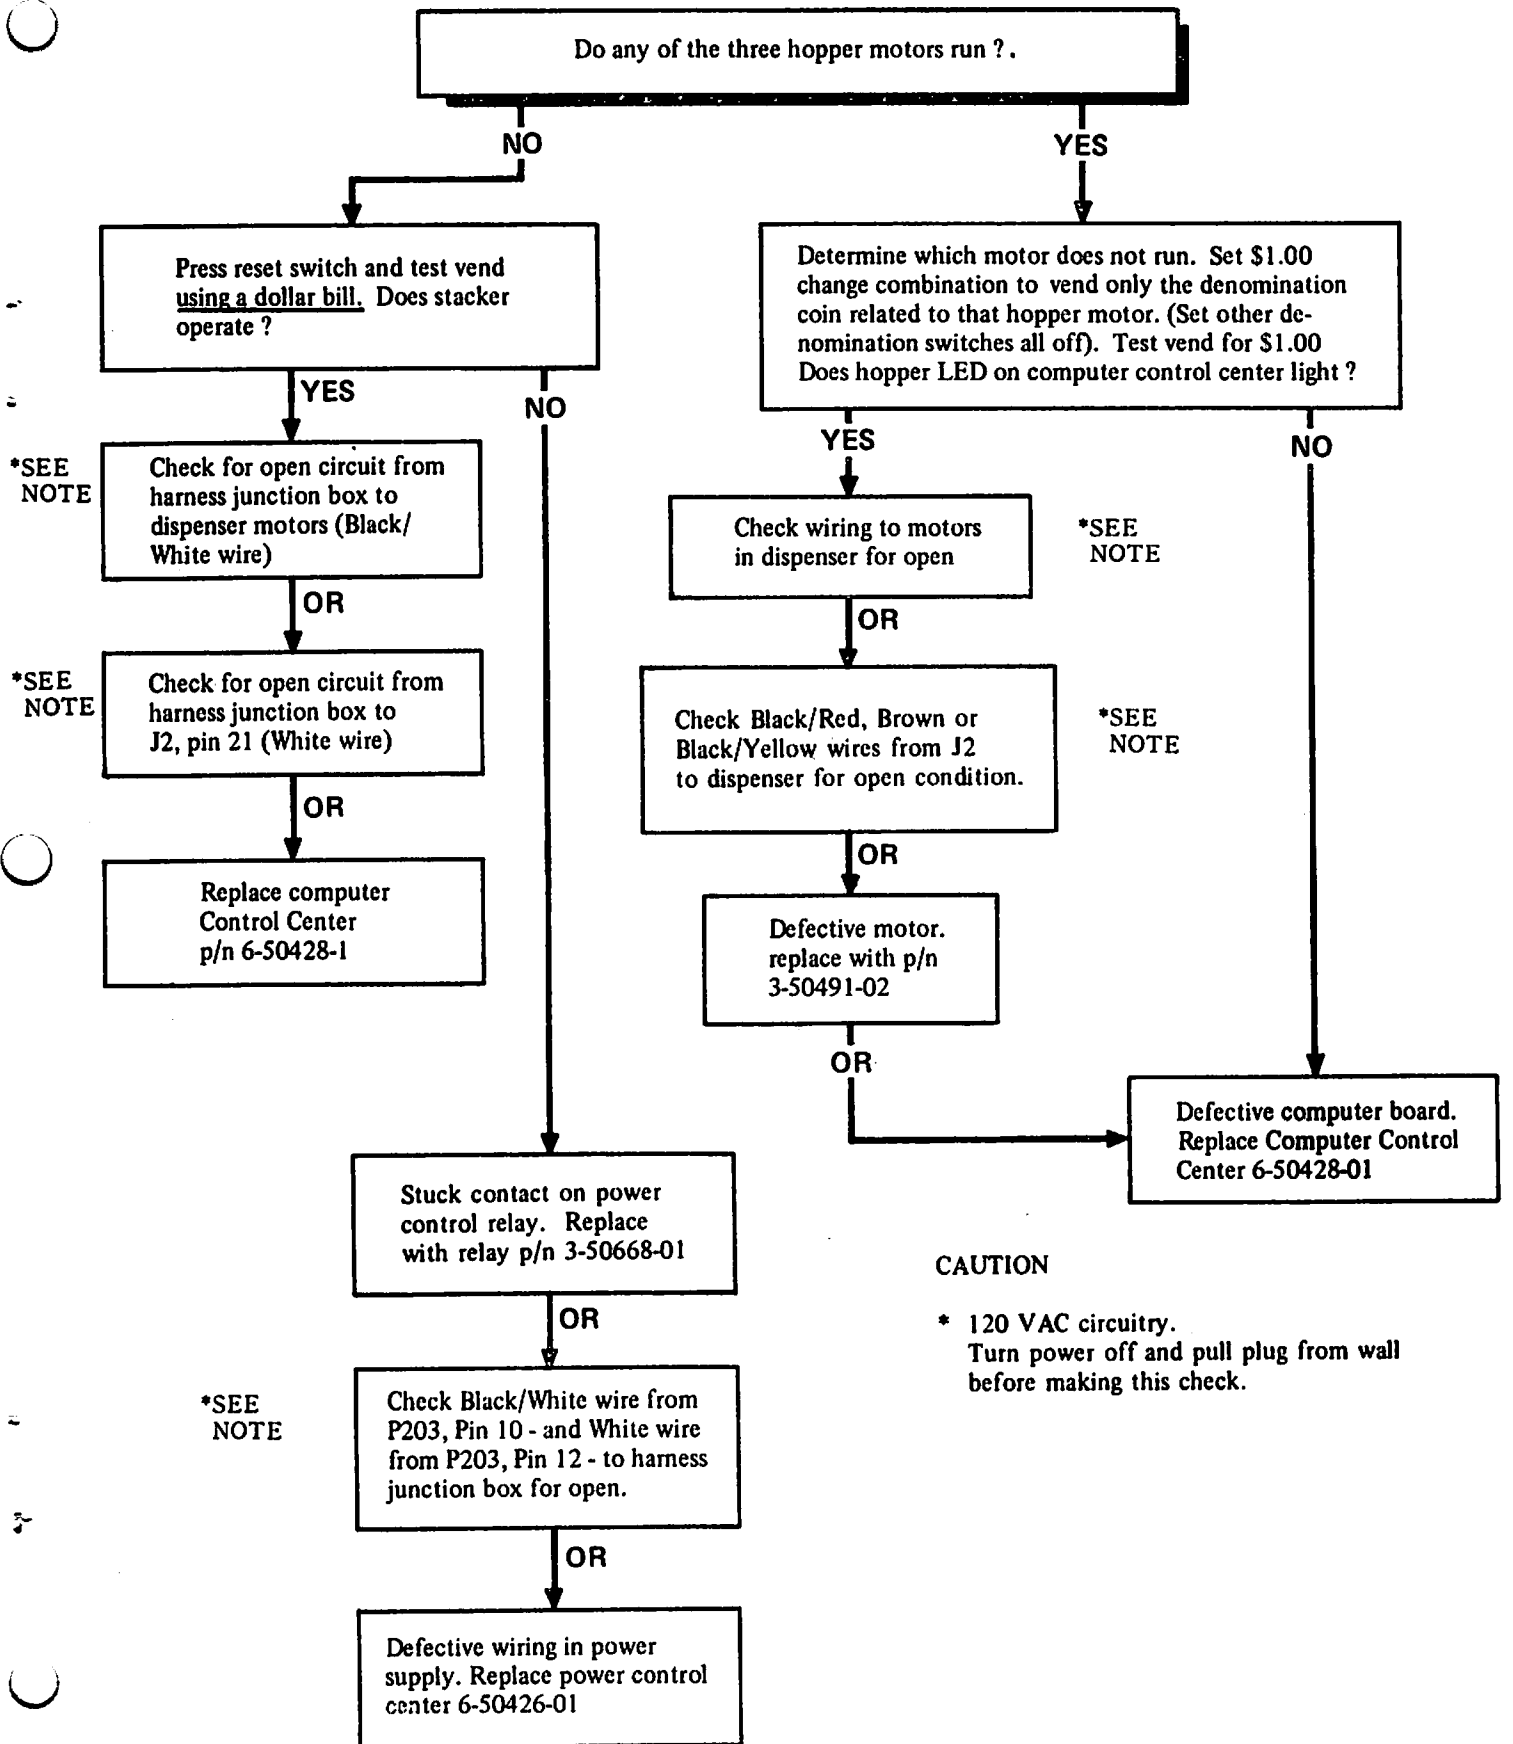 Do any of the three hopper motors run ?.
NO
YES
Press reset switch and test vend
using a dollar bill. Does stacker
operate ?
Determine which motor does not run. Set $1.00
change combination to vend only the denomination
coin related to that hopper motor. (Set other de-
nomination switches all off). Test vend for $1.00
Does hopper LED on computer control center light ?
YES
NO
YES
NO
*SEE
NOTE
Check for open circuit from
harness junction box to
dispenser motors (Black/
White wire)
Check wiring to motors
in dispenser for open
*SEE
NOTE
OR
OR
*SEE
NOTE
Check for open circuit from
harness junction box to
J2, pin 21 (White wire)
Check Black/Red, Brown or
Black/Yellow wires from J2
to dispenser for open condition.
*SEE
NOTE
OR
OR
Replace computer
Control Center
p/n 6-50428-1
Defective motor.
replace with p/n
3-50491-02
OR
Defective computer board.
Replace Computer Control
Center 6-50428-01
Stuck contact on power
control relay. Replace
with relay p/n 3-50668-01
CAUTION
* 120 VAC circuitry.
Turn power off and pull plug from wall
before making this check.
OR
*SEE
NOTE
Check Black/White wire from
P203, Pin 10 - and White wire
from P203, Pin 12 - to harness
junction box for open.
OR
Defective wiring in power
supply. Replace power control
center 6-50426-01